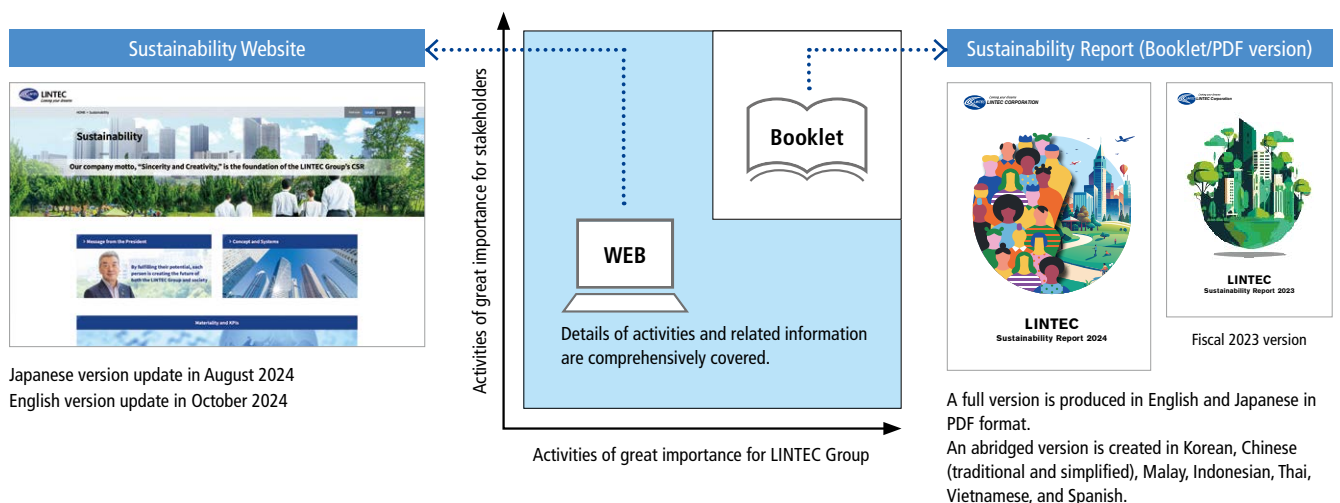 Sustainability Website
LINTEC
Linking your dreams
HOME > Sustainability
Sustainability
Our company motto, "Sincerity and Creativity," is the foundation of the LINTEC Group's CSR
> Message from the President
By fulfilling their potential, each
person is creating the future of
both the LINTEC Group and society
> Concept and Systems
Materiality and KPIs
Japanese version update in August 2024
English version update in October 2024
Activities of great importance for stakeholders
Booklet
WEB
Details of activities and related information
are comprehensively covered.
Activities of great importance for LINTEC Group
Sustainability Report (Booklet/PDF version)
Linking your dreams
LINTEC CORPORATION
LINTEC
Sustainability Report 2024
Linking your dreams
LINTEC Corporation
LINTEC
Sustainability Report 2023
Fiscal 2023 version
A full version is produced in English and Japanese in
PDF format.
An abridged version is created in Korean, Chinese
(traditional and simplified), Malay, Indonesian, Thai,
Vietnamese, and Spanish.